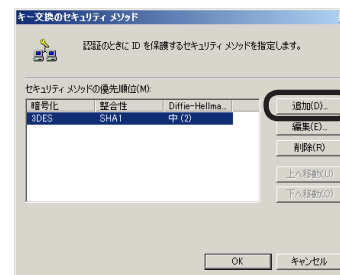 キー交換のセキュリティ メソッド
認証のときに ID を保護するセキュリティ メソッドを指定します。
セキュリティ メソッドの優先順位(M):
暗号化 整合性 Diffie-Hellma...
3DES SHA1 中 (2)
追加(D)...
編集(E)...
削除(R)
上へ移動(U)
下へ移動(O)
OK キャンセル